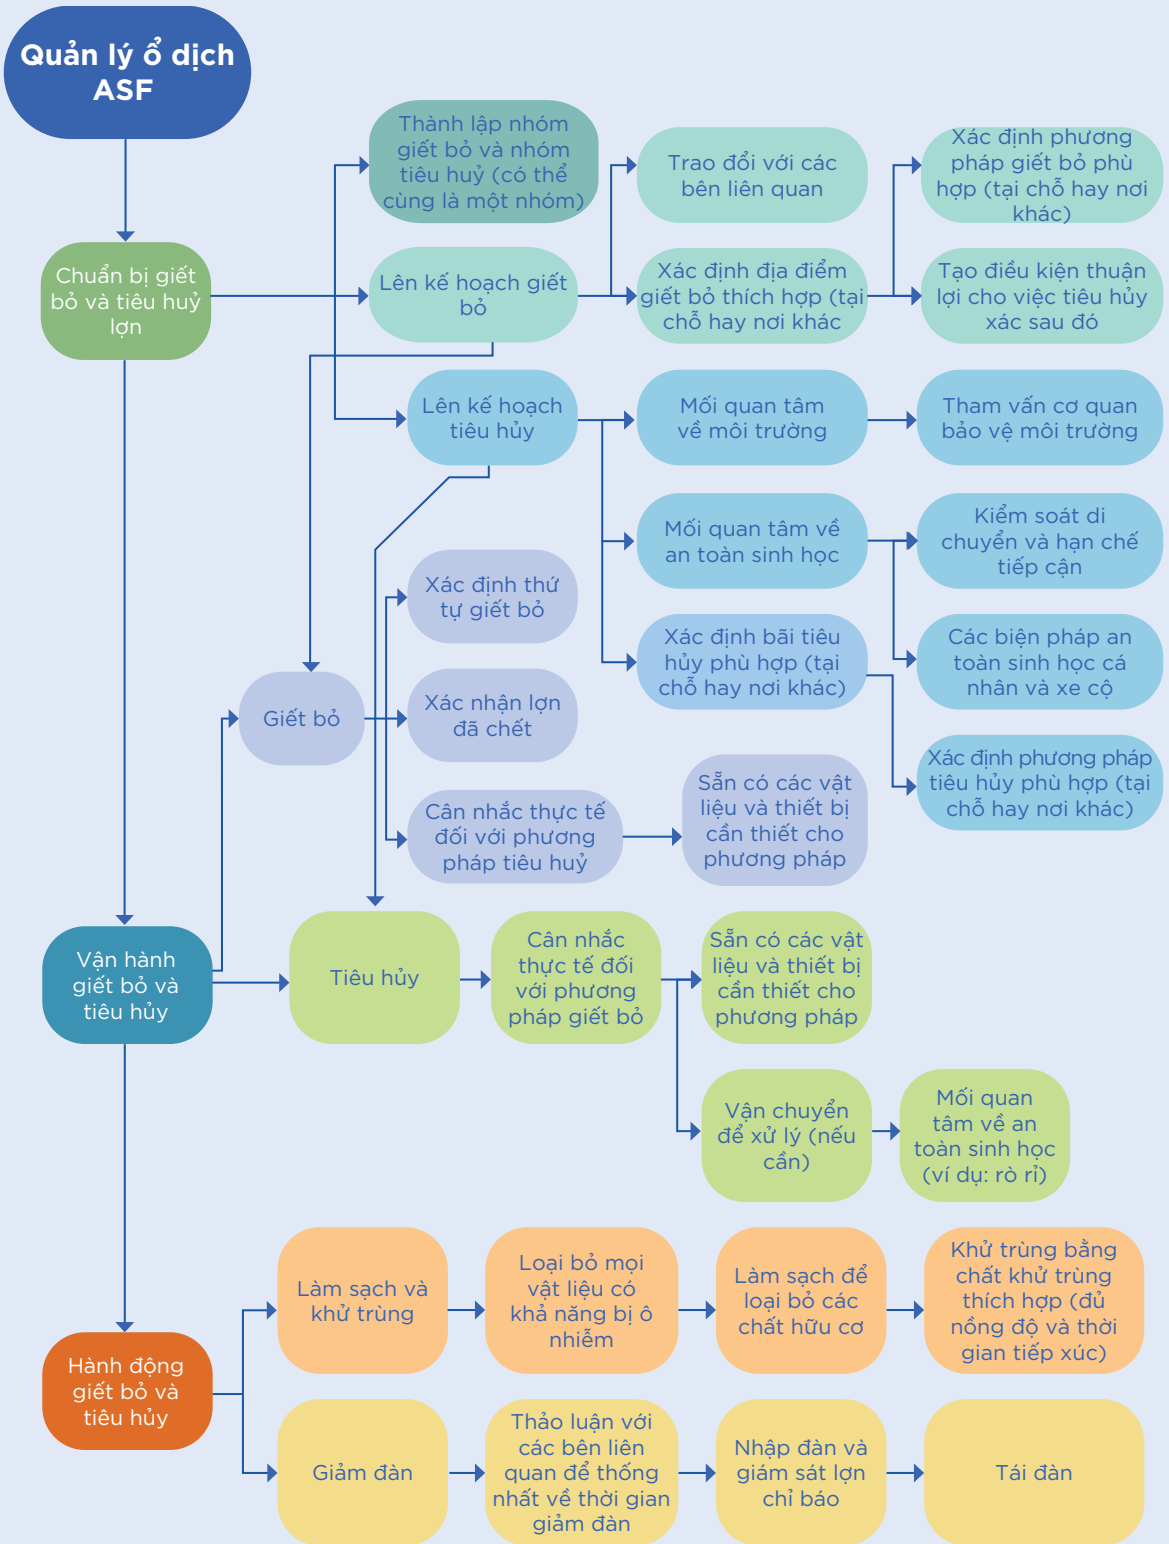 Quản lý ổ dịch
ASF
Thành lập nhóm
giết bỏ và nhóm
tiêu huỷ (có thể
cùng là một nhóm)
Trao đổi với các
bên liên quan
Xác định phương
pháp giết bỏ phù
hợp (tại chỗ hay nơi
khác)
Chuẩn bị giết
bỏ và tiêu huỷ
lợn
Lên kế hoạch giết
bỏ
Xác định địa điểm
giết bỏ thích hợp (tại
chỗ hay nơi khác
Tạo điều kiện thuận
lợi cho việc tiêu hủy
xác sau đó
Lên kế hoạch
tiêu hủy
Mối quan tâm
về môi trường
Tham vấn cơ quan
bảo vệ môi trường
Mối quan tâm về
an toàn sinh học
Kiểm soát di
chuyển và hạn chế
tiếp cận
Xác định thứ
tự giết bỏ
Xác định bãi tiêu
hủy phù hợp (tại
chỗ hay nơi khác)
Các biện pháp an
toàn sinh học cá
nhân và xe cộ
Giết bỏ
Xác nhận lợn
đã chết
Xác định phương pháp
tiêu hủy phù hợp (tại
chỗ hay nơi khác)
Cân nhắc thực tế
đối với phương
pháp tiêu huỷ
Sẵn có các vật
liệu và thiết bị
cần thiết cho
phương pháp
Vận hành
giết bỏ và
tiêu hủy
Tiêu hủy
Cân nhắc
thực tế đối
với phương
pháp giết bỏ
Sẵn có các vật
liệu và thiết bị
cần thiết cho
phương pháp
Vận chuyển
để xử lý (nếu
cần)
Mối quan
tâm về an
toàn sinh học
(ví dụ: rò rỉ)
Hành động
giết bỏ và
tiêu hủy
Làm sạch và
khử trùng
Loại bỏ mọi
vật liệu có
khả năng bị ô
nhiễm
Làm sạch để
loại bỏ các
chất hữu cơ
Khử trùng bằng
chất khử trùng
thích hợp (đủ
nồng độ và thời
gian tiếp xúc)
Giảm đàn
Thảo luận với
các bên liên
quan để thống
nhất về thời gian
giảm đàn
Nhập đàn và
giám sát lợn
chỉ báo
Tái đàn